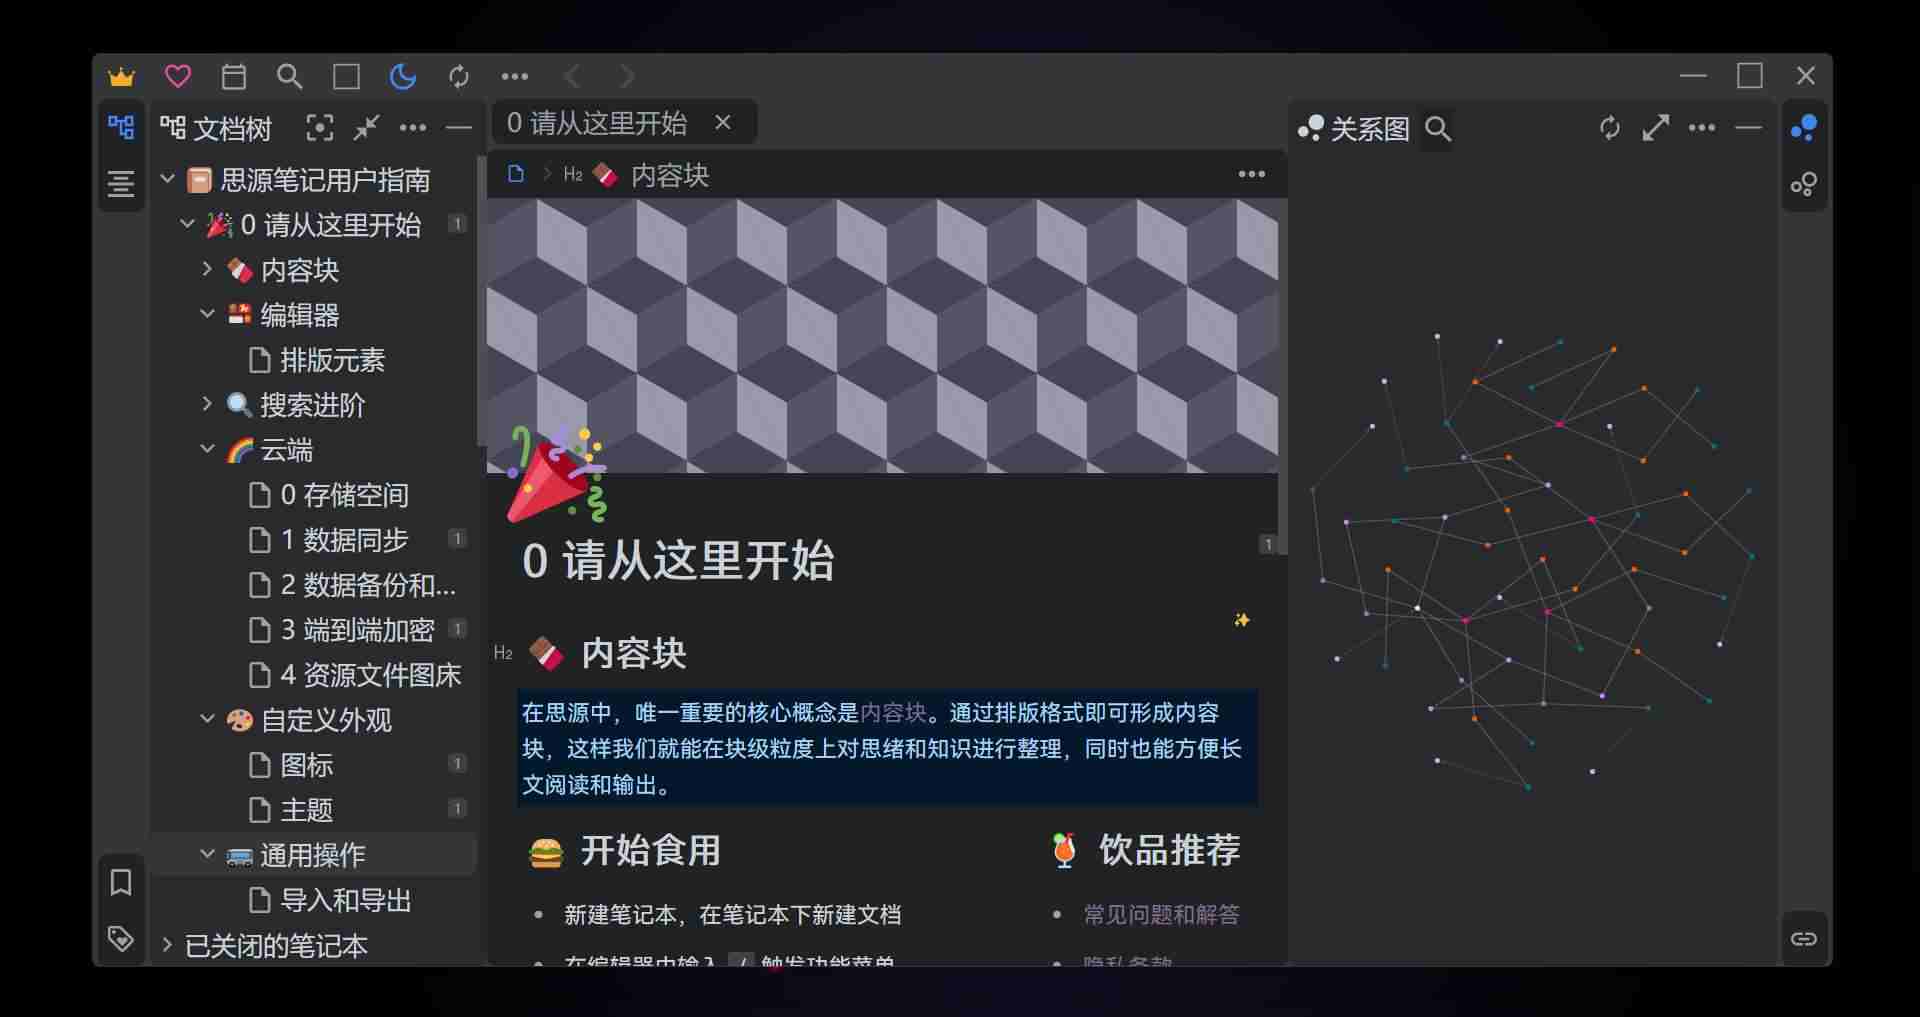 文档树
0 请从这里开始
关系图
思源笔记用户指南
0 请从这里开始 1
内容块
编辑器
排版元素
搜索进阶
云端
0 存储空间
1 数据同步 1
2 数据备份和...
3 端到端加密 1
4 资源文件图床
自定义外观
图标 1
主题 1
通用操作
导入和导出
已关闭的笔记本
H2 内容块
0 请从这里开始
1
H2 内容块
在思源中，唯一重要的核心概念是内容块。通过排版格式即可形成内容
块，这样我们就能在块级粒度上对思绪和知识进行整理，同时也能方便长
文阅读和输出。
开始食用
新建笔记本，在笔记本下新建文档
在编辑器中输入 / 触发功能菜单
饮品推荐
常见问题和解答
隐私条款